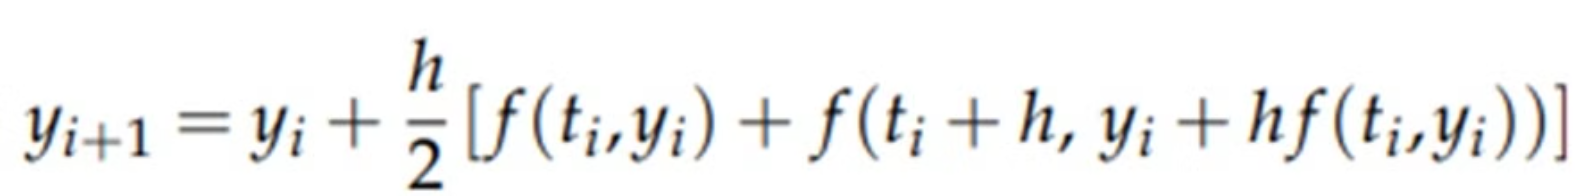 $y_{i+1} = y_i + \frac{h}{2}[f(t_i, y_i) + f(t_i + h, y_i + hf(t_i, y_i))]$